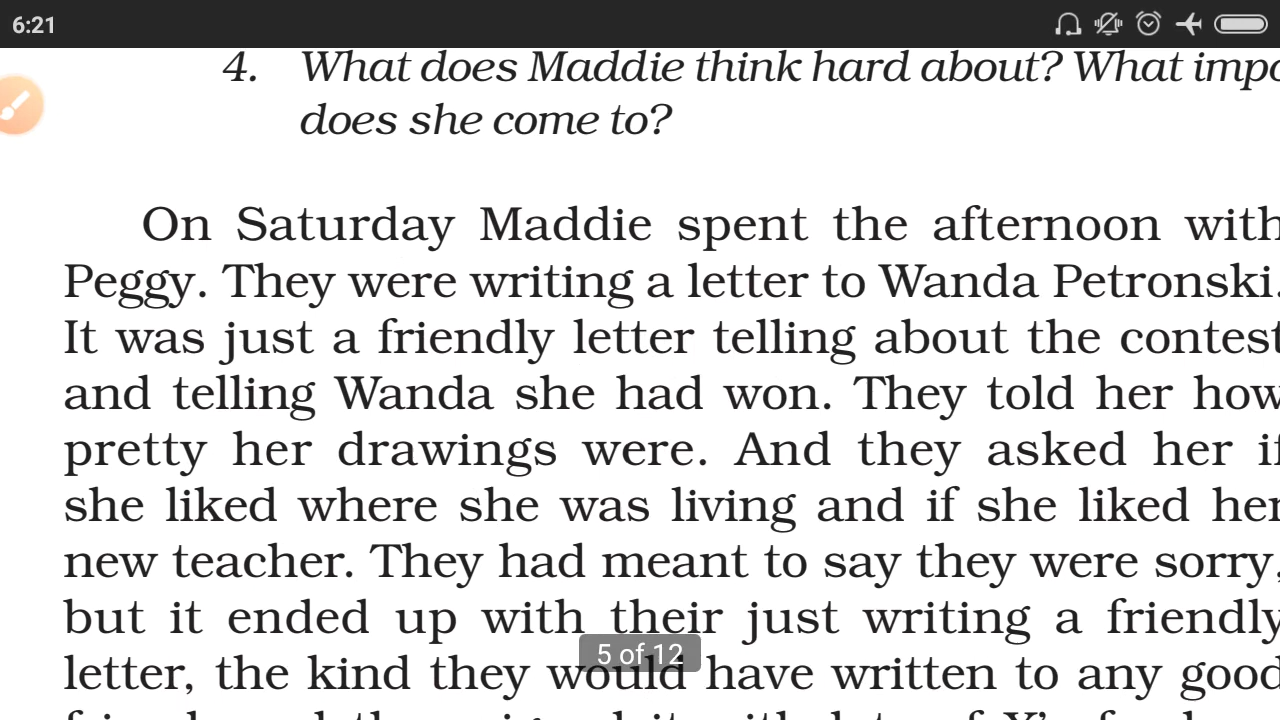 6:21
4. What does Maddie think hard about? What
does she come to?
On Saturday Maddie spent the afternoon with
Peggy. They were writing a letter to Wanda Petronski.
It was just a friendly letter telling about the contest
and telling Wanda she had won. They told her how
pretty her drawings were. And they asked her if
she liked where she was living and if she liked her
new teacher. They had meant to say they were sorry,
but it ended up with their just writing a friendly
letter, the kind they would have written to any good
5 of 12